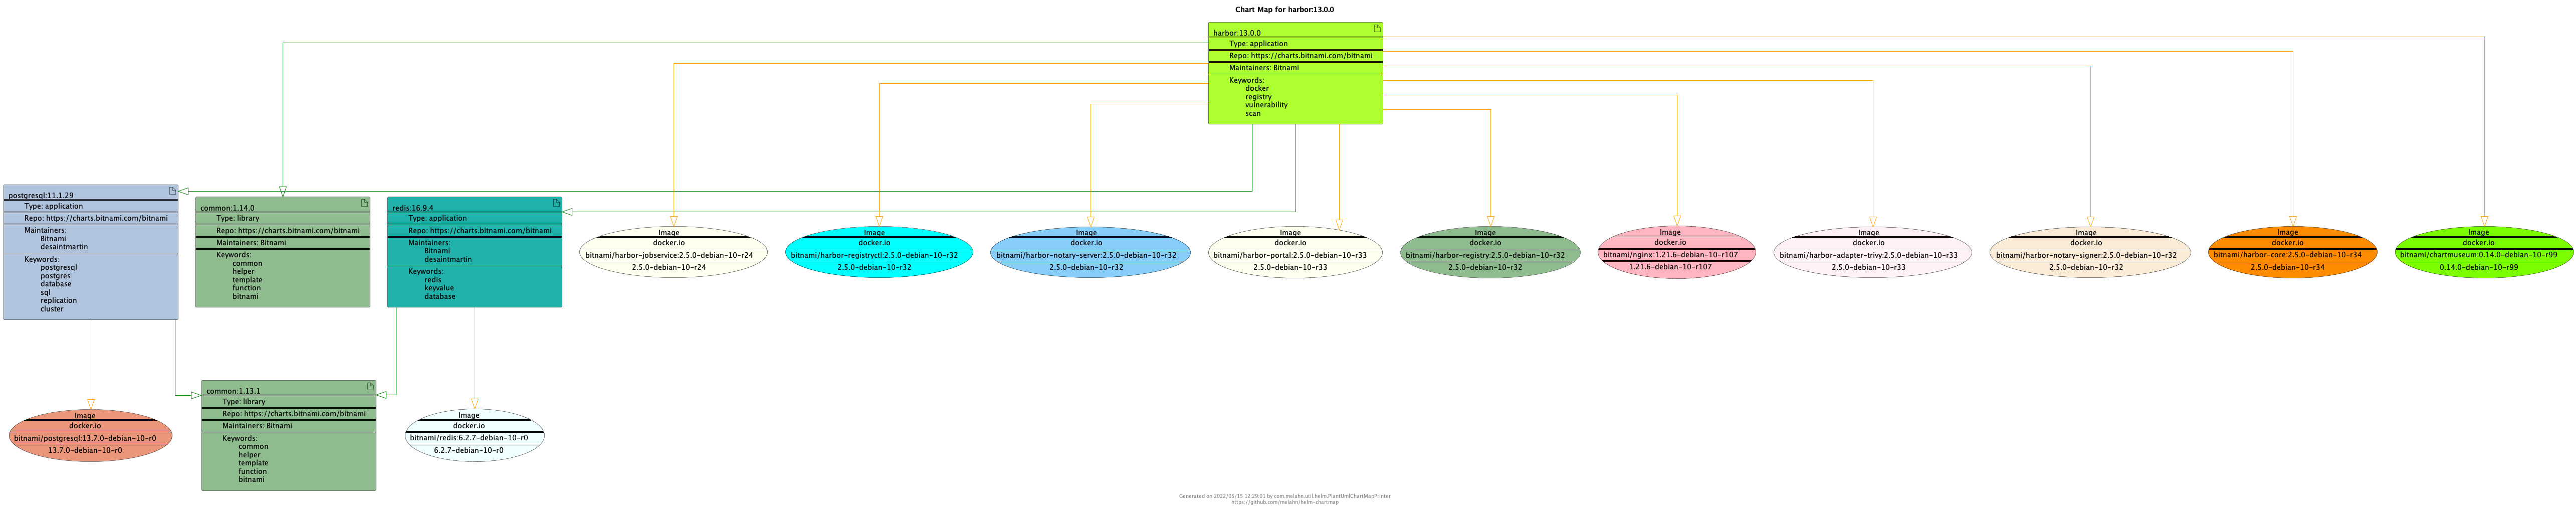 Chart Map for harbor:13.0.0
harbor:13.0.0
Type: application
Repo: https://charts.bitnami.com/bitnami
Maintainers: Bitnami
Keywords:
docker
registry
vulnerability
scan
postgresql:11.1.29
Type: application
Repo: https://charts.bitnami.com/bitnami
Maintainers:
Bitnami
desaintmartin
Keywords:
postgresql
postgres
database
sql
replication
cluster
common:1.14.0
Type: library
Repo: https://charts.bitnami.com/bitnami
Maintainers: Bitnami
Keywords:
common
helper
template
function
bitnami
redis:16.9.4
Type: application
Repo: https://charts.bitnami.com/bitnami
Maintainers:
Bitnami
desaintmartin
Keywords:
redis
keyvalue
database
Image
docker.io
bitnami/harbor-jobservice:2.5.0-debian-10-r24
2.5.0-debian-10-r24
Image
docker.io
bitnami/harbor-registryctl:2.5.0-debian-10-r32
2.5.0-debian-10-r32
Image
docker.io
bitnami/harbor-notary-server:2.5.0-debian-10-r32
2.5.0-debian-10-r32
Image
docker.io
bitnami/harbor-portal:2.5.0-debian-10-r33
2.5.0-debian-10-r33
Image
docker.io
bitnami/harbor-registry:2.5.0-debian-10-r32
2.5.0-debian-10-r32
Image
docker.io
bitnami/nginx:1.21.6-debian-10-r107
1.21.6-debian-10-r107
Image
docker.io
bitnami/harbor-adapter-trivy:2.5.0-debian-10-r33
2.5.0-debian-10-r33
Image
docker.io
bitnami/harbor-notary-signer:2.5.0-debian-10-r32
2.5.0-debian-10-r32
Image
docker.io
bitnami/harbor-core:2.5.0-debian-10-r34
2.5.0-debian-10-r34
Image
docker.io
bitnami/chartmuseum:0.14.0-debian-10-r99
0.14.0-debian-10-r99
Image
docker.io
bitnami/postgresql:13.7.0-debian-10-r0
13.7.0-debian-10-r0
common:1.13.1
Type: library
Repo: https://charts.bitnami.com/bitnami
Maintainers: Bitnami
Keywords:
common
helper
template
function
bitnami
Image
docker.io
bitnami/redis:6.2.7-debian-10-r0
6.2.7-debian-10-r0
Generated on 2022/05/15 12:29:01 by com.melahn.util.helm.PlantUmlChartMapPrinter
https://github.com/melahn/helm-chartmap